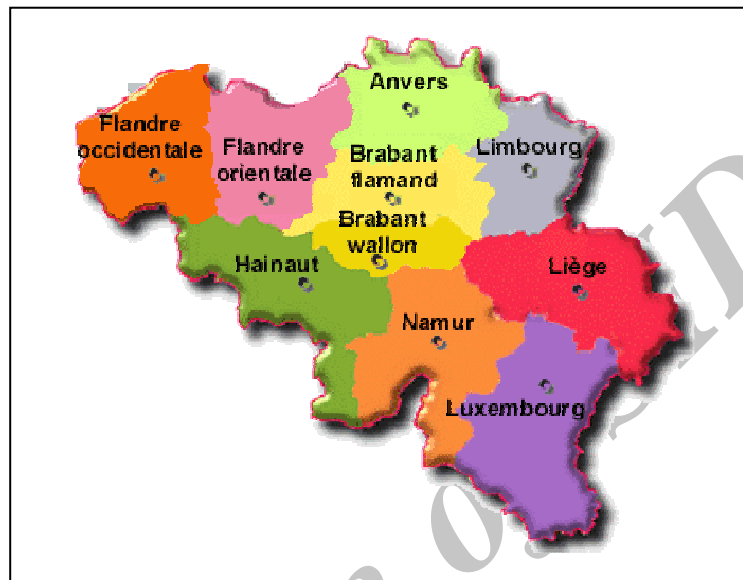 Anvers
Flandre
occidentale
Flandre
orientale
Brabant
flamand
Limbourg
Brabant
wallon
Hainaut
Liège
Namur
Luxembourg